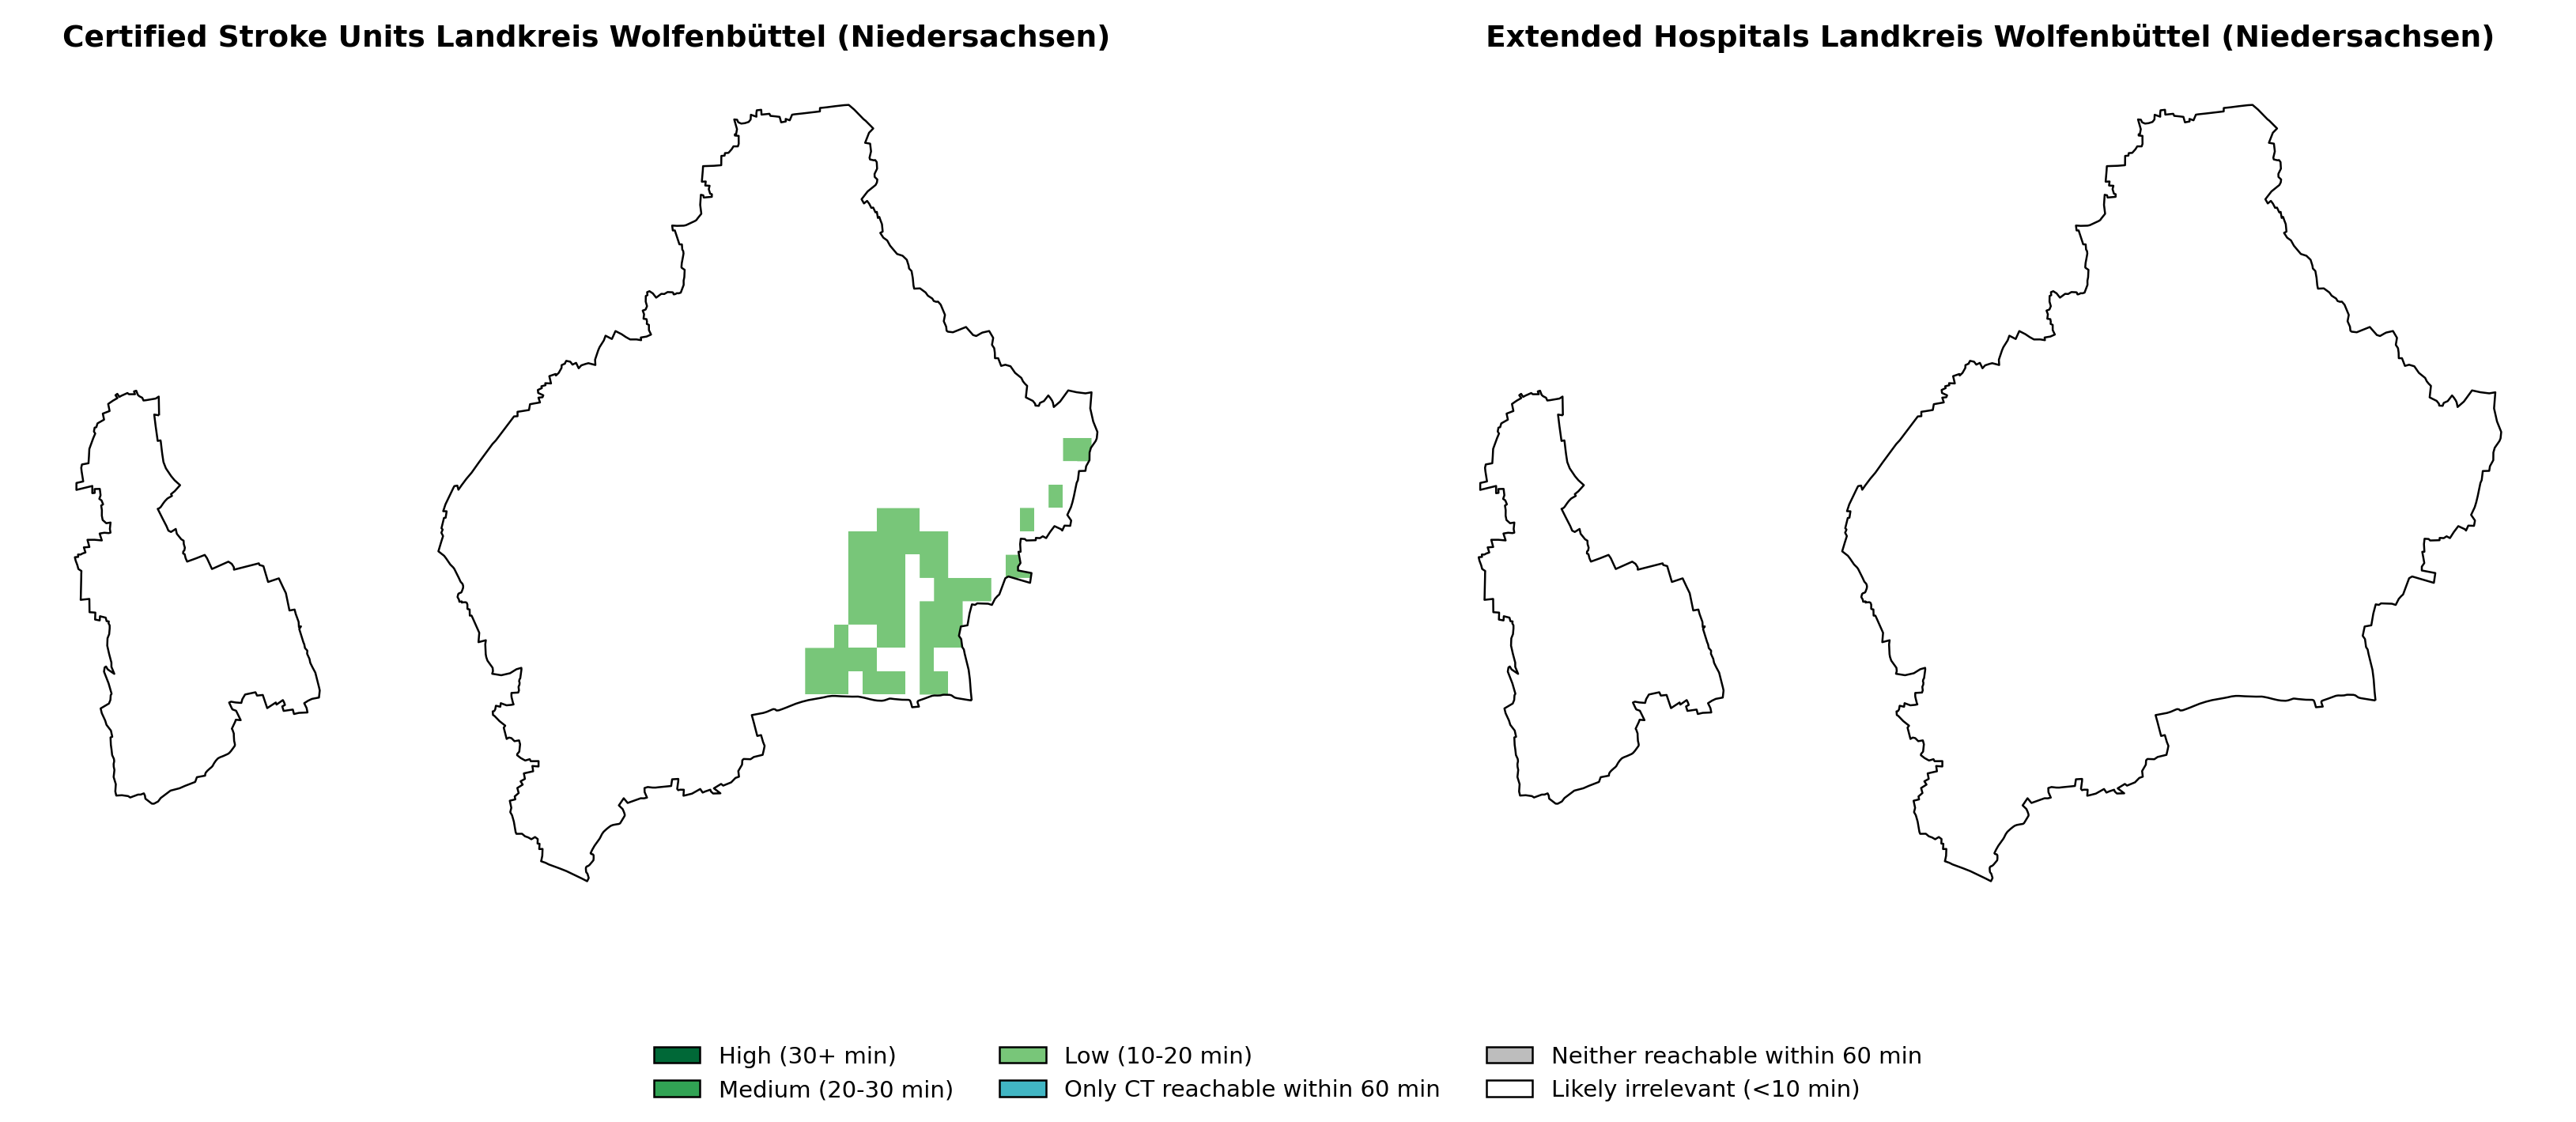 Certified Stroke Units Landkreis Wolfenbüttel (Niedersachsen)
Extended Hospitals Landkreis Wolfenbüttel (Niedersachsen)
High (30+ min)
Medium (20-30 min)
Low (10-20 min)
Only CT reachable within 60 min
Neither reachable within 60 min
Likely irrelevant (<10 min)